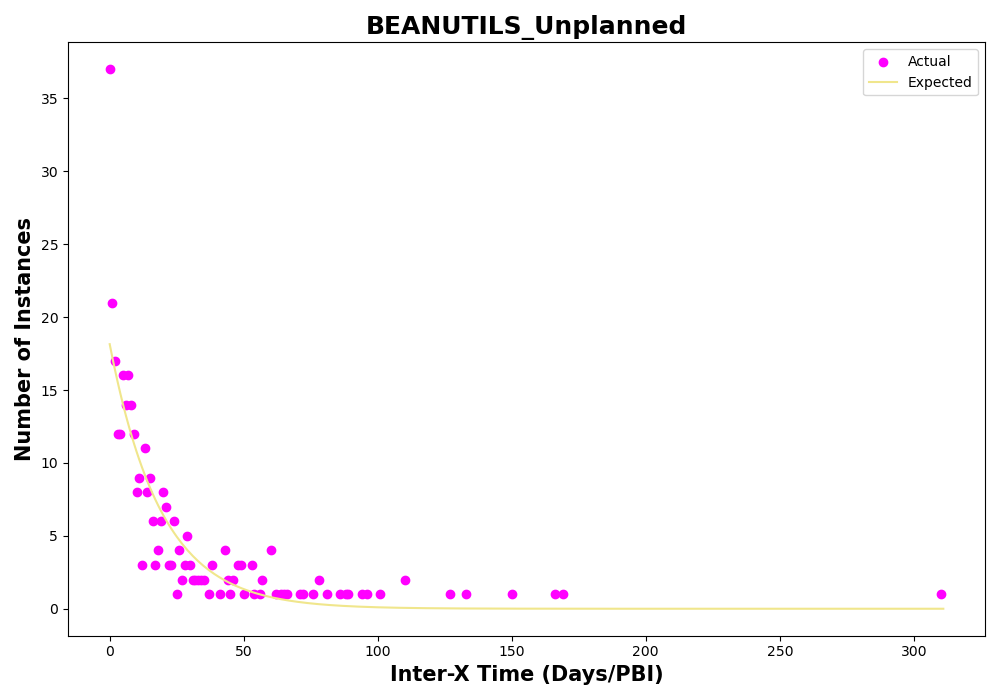 BEANUTILS_Unplanned
Actual
Expected
Number of Instances
35
30
25
20
15
10
5
0
0 50 100 150 200 250 300
Inter-X Time (Days/PBI)